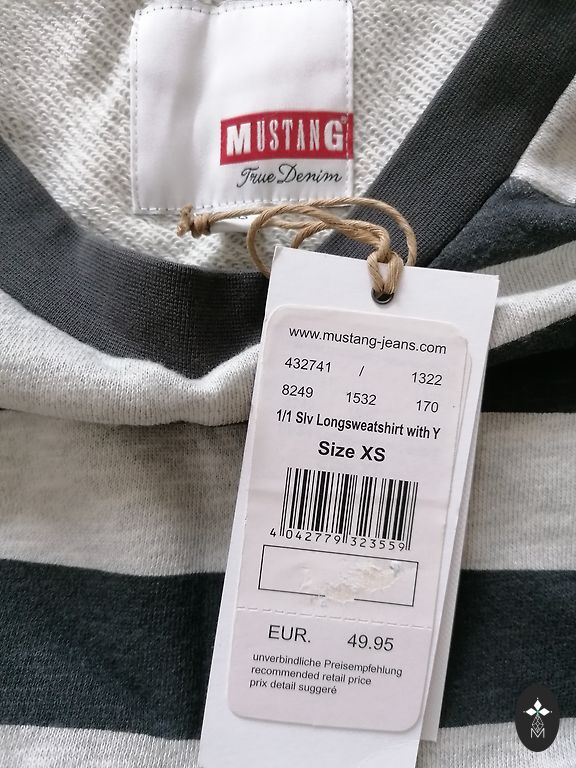 MUSTANG
True Denim
www.mustang-jeans.com
432741 / 1322
8249 1532 170
1/1 Slv Longsweatshirt with Y
Size XS
4 042779 323559
EUR. 49.95
unverbindliche Preisempfehlung
recommended retail price
prix detail suggeré
M